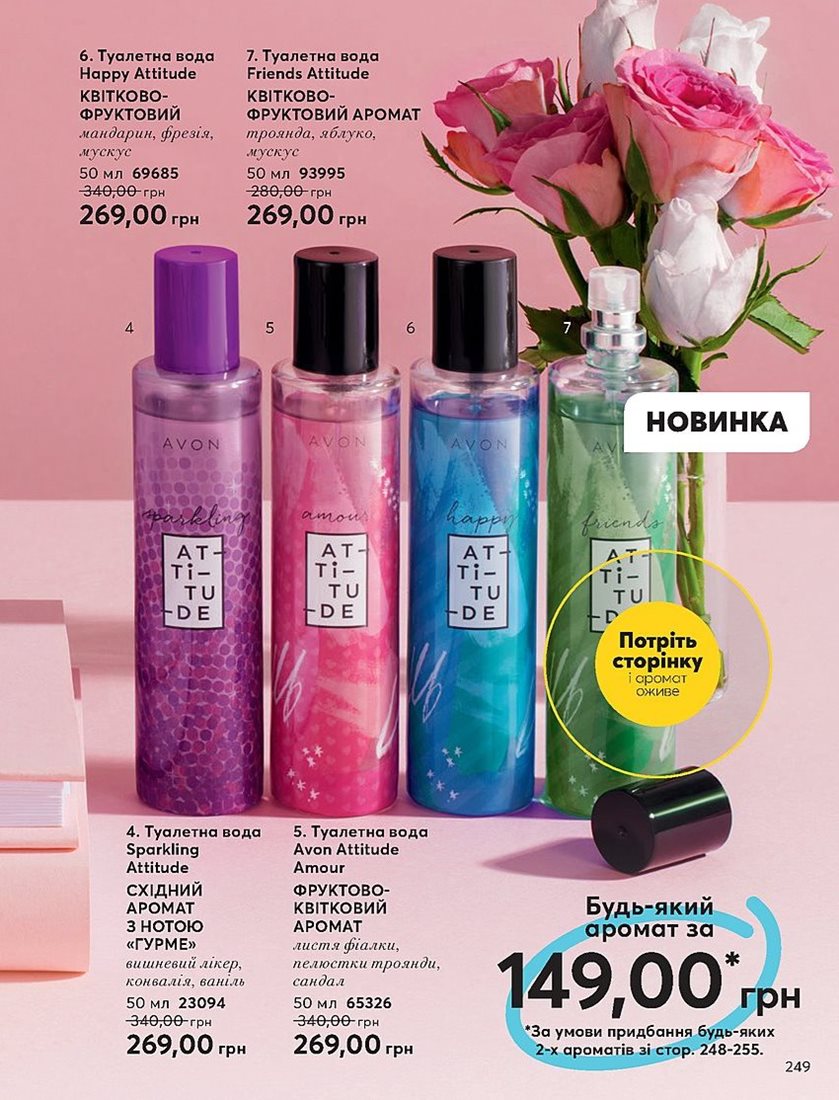 6. Туалетна вода
Happy Attitude
КВІТКОВО-
ФРУКТОВИЙ
мандарин, фрезія,
мускус
50 мл 69685
340,00 грн
269,00 грн
7. Туалетна вода
Friends Attitude
КВІТКОВО-
ФРУКТОВИЙ АРОМАТ
троянда, яблуко,
мускус
50 мл 93995
280,00 грн
269,00 грн
4
5
6
7
НОВИНКА
AVON
sparkling
AT-
TI-
TU
-DE
AVON
amour
AT-
TI-
TU
-DE
AVON
happy
AT-
TI-
TU
-DE
AV
friends
AT-
TI-
TU
-DE
Потріть
сторінку
і аромат
оживе
4. Туалетна вода
Sparkling
Attitude
СХІДНИЙ
АРОМАТ
З НОТОЮ
«ГУРМЕ»
вишневий лікер,
конвалія, ваніль
50 мл 23094
340,00 грн
269,00 грн
5. Туалетна вода
Avon Attitude
Amour
ФРУКТОВО-
КВІТКОВИЙ
АРОМАТ
листя фіалки,
пелюстки троянди,
сандал
50 мл 65326
340,00 грн
269,00 грн
Будь-який
аромат за
149,00* грн
*За умови придбання будь-яких
2-х ароматів зі стор. 248-255.
249